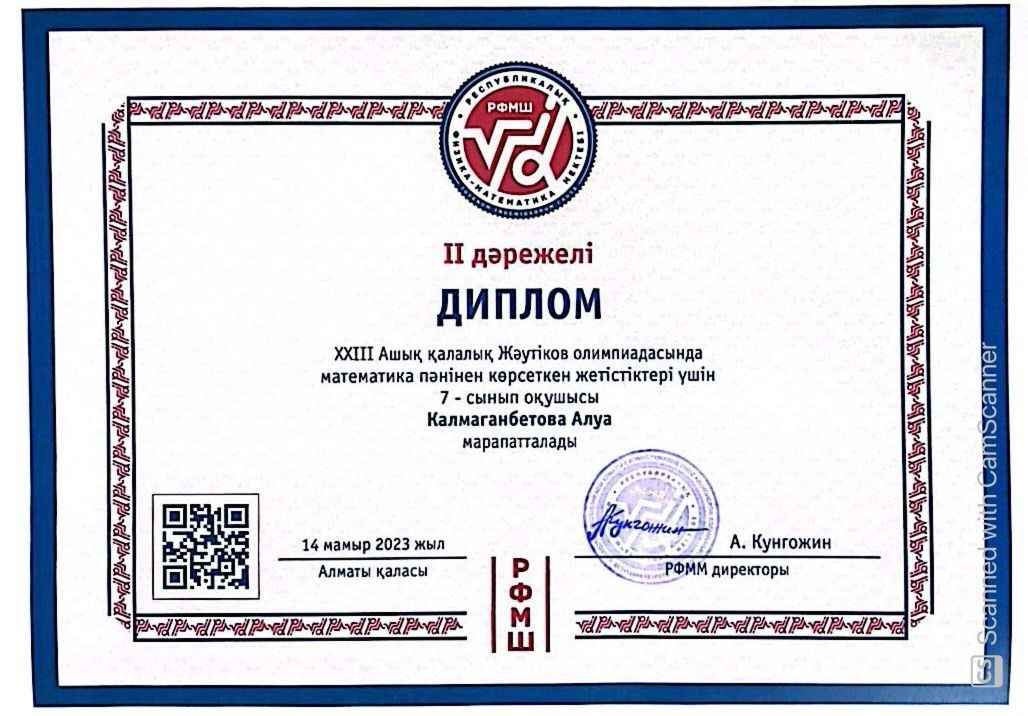 РЕСПУБЛИКАЛЫҚ
РФМШ
ФИЗИКА-МАТЕМАТИКА МЕКТЕБІ
II дәрежелі
ДИПЛОМ
XXIII Ашық қалалық Жәутіков олимпиадасында
математика пәнінен көрсеткен жетістіктері үшін
7 - сынып оқушысы
Калмаганбетова Алуа
марапатталады
14 мамыр 2023 жыл
Алматы қаласы
РФМШ
А. Кунгожин
РФММ директоры
CS Scanned with CamScanner